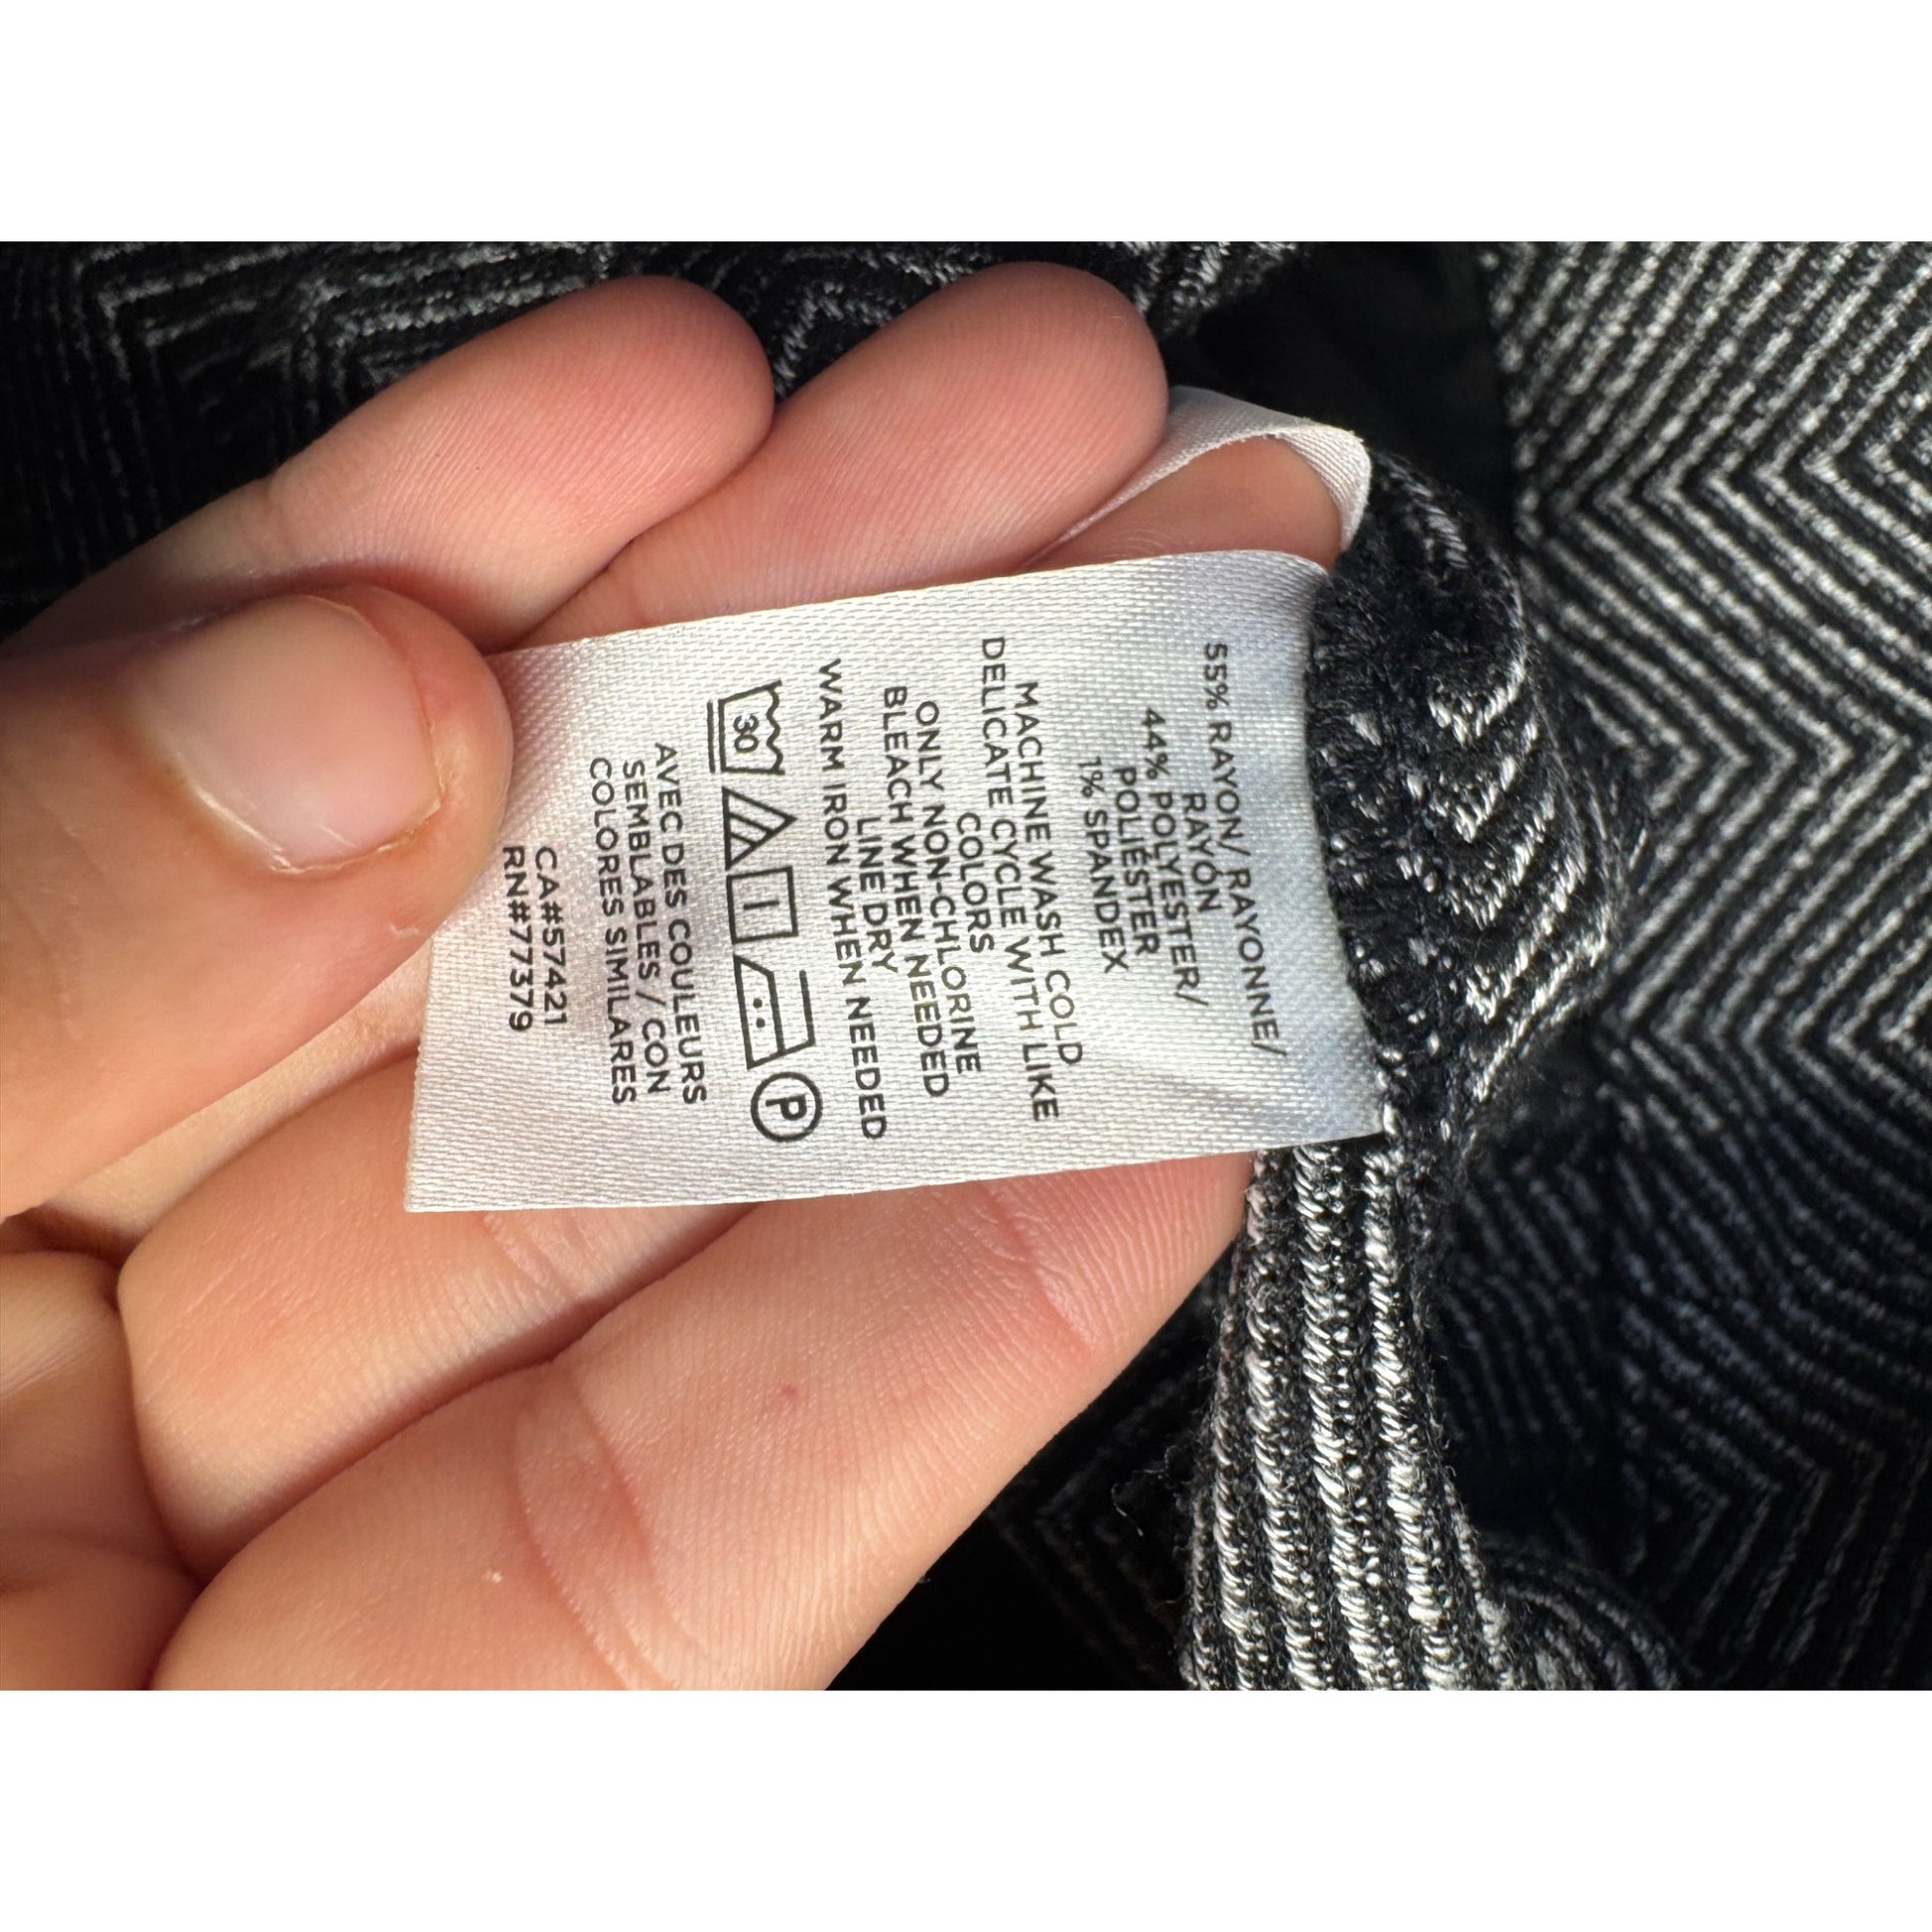 55% RAYON/ RAYONNE/
RAYÓN
44% POLYESTER/
POLIÉSTER
1% SPANDEX
MACHINE WASH COLD
DELICATE CYCLE WITH LIKE
COLORS
ONLY NON-CHLORINE
BLEACH WHEN NEEDED
LINE DRY
WARM IRON WHEN NEEDED
30 P
AVEC DES COULEURS
SEMBLABLES / CON
COLORES SIMILARES
CA#57421
RN#77379